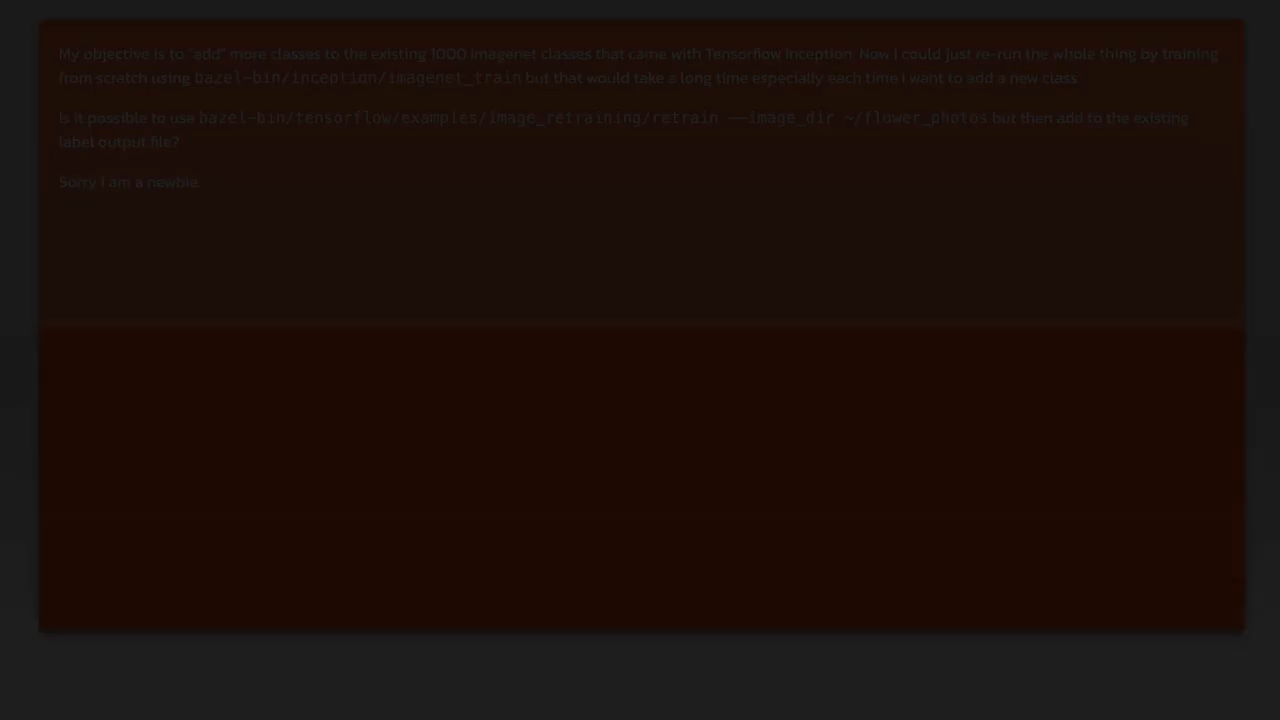 My objective is to "add" more classes to the existing 1000 Imagenet classes that came with Tensorflow Inception. Now I could just re-run the whole thing by training
from scratch using bazel-bin/inception/imagenet_train but that would take a long time especially each time I want to add a new class.
Is it possible to use bazel-bin/tensorflow/examples/image_retraining/retrain --image_dir ~/flower_photos but then add to the existing
label output file?
Sorry I am a newbie.